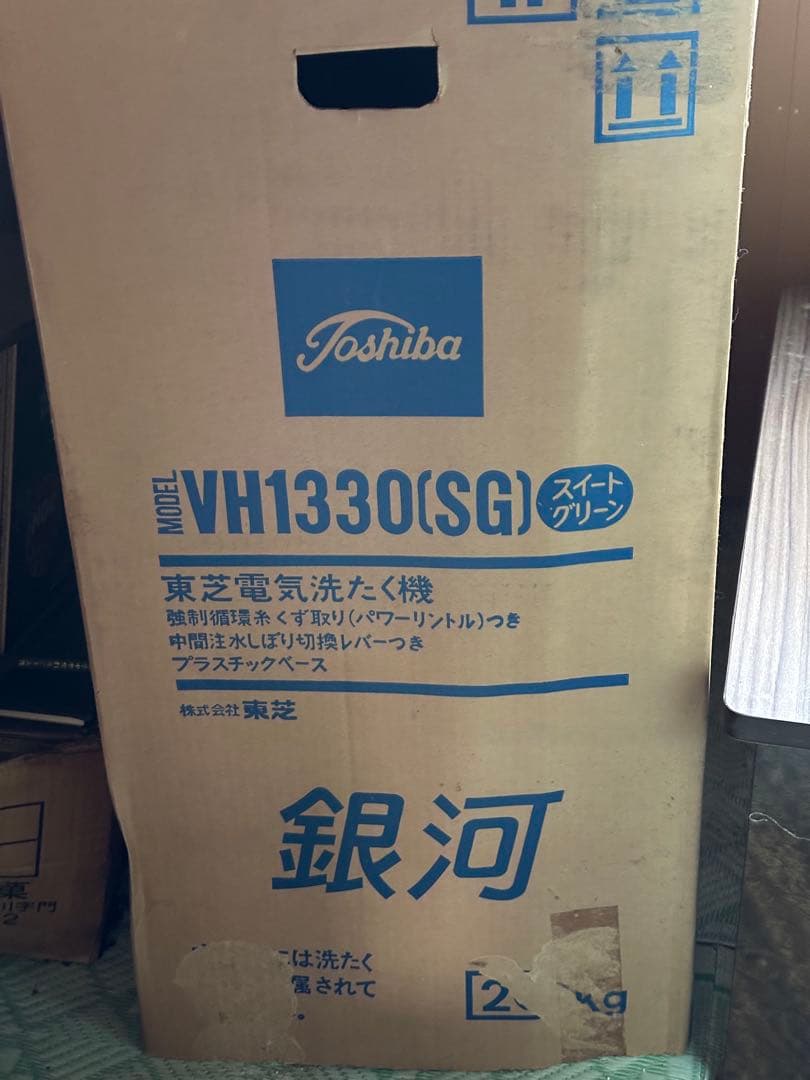 Toshiba
MODEL VH1330(SG) スイートグリーン
東芝電気洗たく機
強制循環糸くず取り(パワーリントル)つき
中間注水しぼり切換レバーつき
プラスチックベース
株式会社 東芝
銀河
は洗たく
属されて
kg